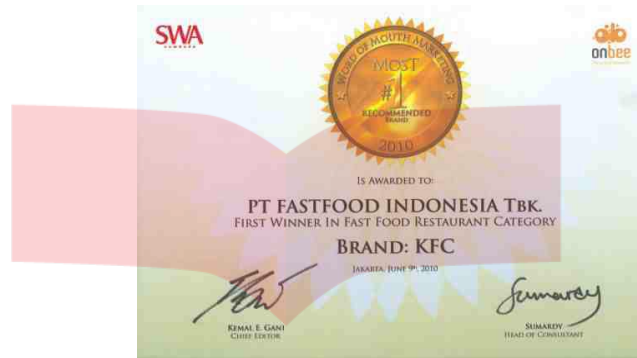 SWA
onbee
WORD OF MOUTH MARKETING
MOST
#1
RECOMMENDED
BRAND
2010
IS AWARDED TO:
PT FASTFOOD INDONESIA TBK.
FIRST WINNER IN FAST FOOD RESTAURANT CATEGORY
BRAND: KFC
JAKARTA, JUNE 9th, 2010
Sumardy
KEMAL E. GANI
CHIEF EDITOR
SUMARDY
HEAD OF CONSULTANT